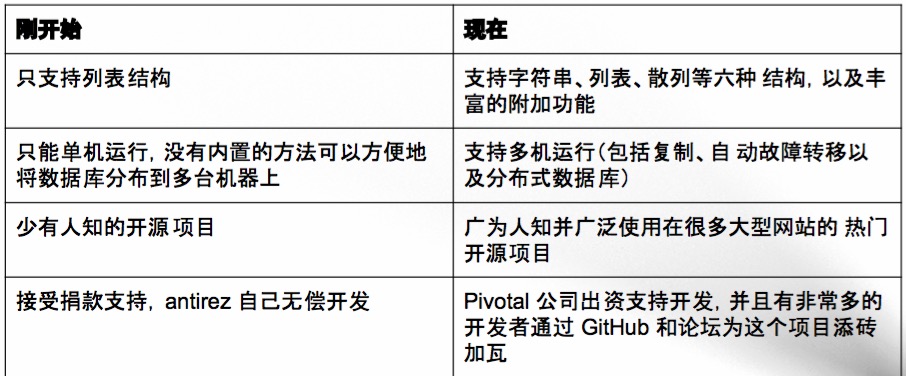 刚开始
现在
只支持列表结构
支持字符串、列表、散列等六种 结构, 以及丰
富的附加功能
只能单机运行, 没有内置的方法可以方便地
将数据库分布到多台机器上
支持多机运行(包括复制、自 动故障转移以
及分布式数据库)
少有人知的开源项目
广为人知并广泛使用在很多大型网站的 热门
开源项目
接受捐款支持, antirez 自己无偿开发
Pivotal 公司出资支持开发, 并且有非常多的
开发者通过 GitHub 和论坛为这个项目添砖
加瓦